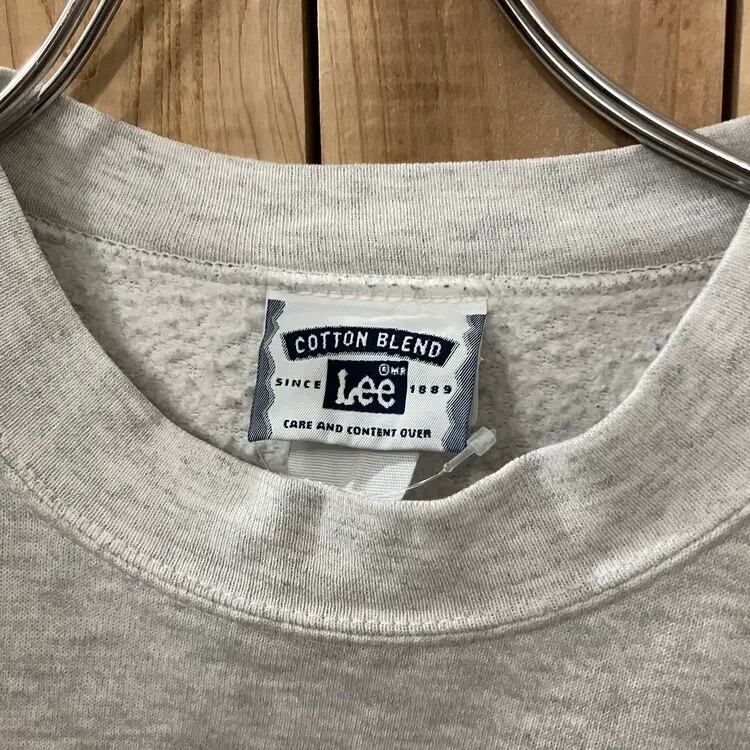 COTTON BLEND
® MR
SINCE Lee 1889
CARE AND CONTENT OVER